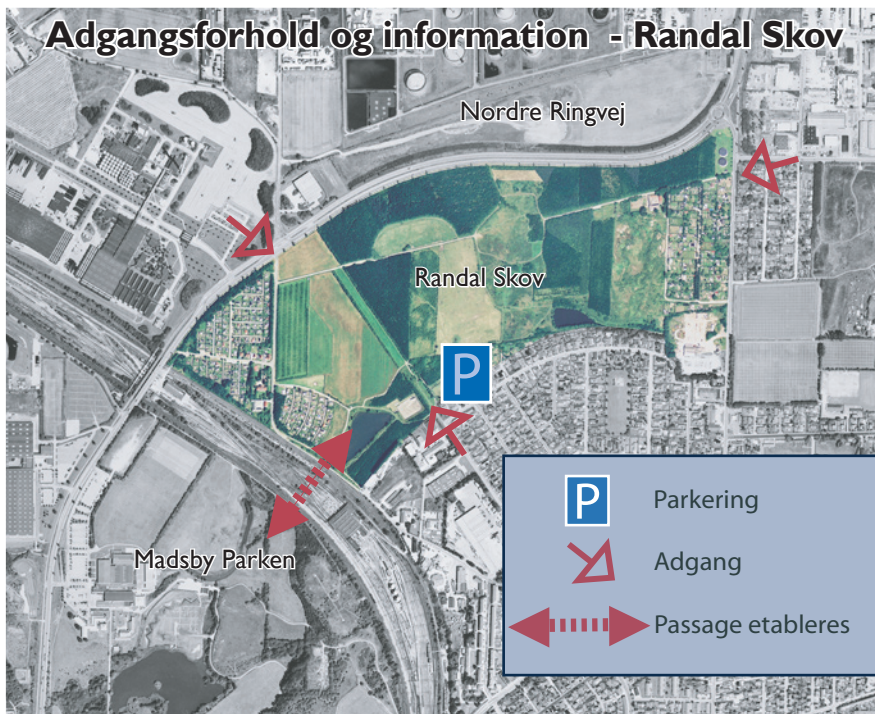 Adgangsforhold og information - Randal Skov
Nordre Ringvej
Randal Skov
P
Madsby Parken
P Parkering
Adgang
Passage etableres